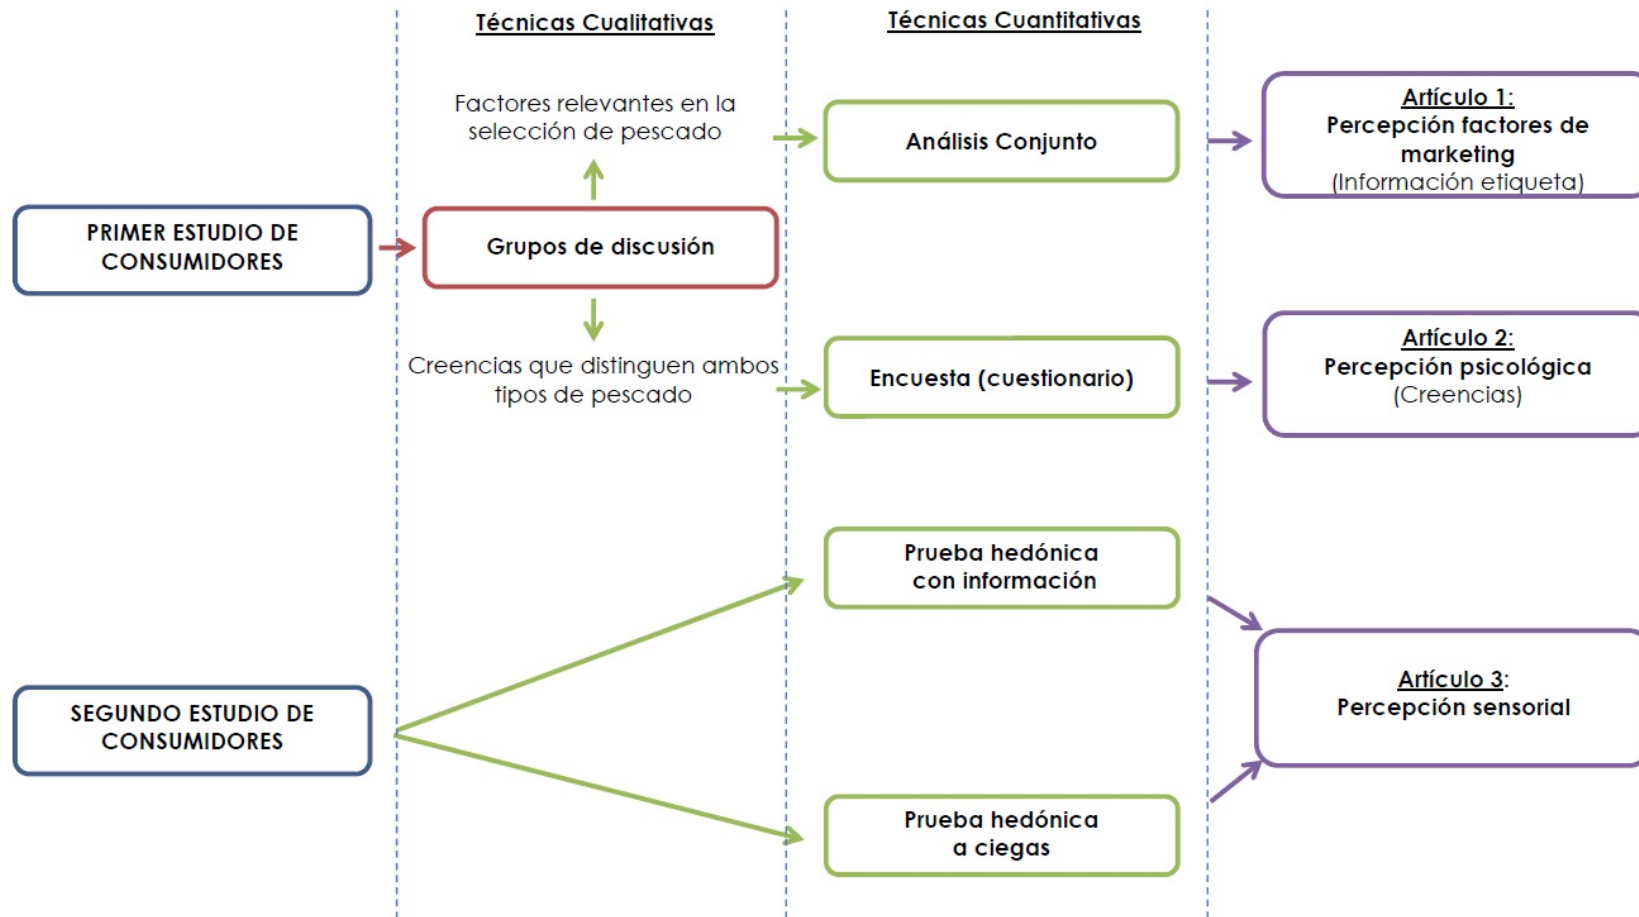 Técnicas Cualitativas
Técnicas Cuantitativas
Factores relevantes en la
selección de pescado
Análisis Conjunto
Artículo 1:
Percepción factores de
marketing
(Información etiqueta)
PRIMER ESTUDIO DE
CONSUMIDORES
Grupos de discusión
Creencias que distinguen ambos
tipos de pescado
Encuesta (cuestionario)
Artículo 2:
Percepción psicológica
(Creencias)
Prueba hedónica
con información
SEGUNDO ESTUDIO DE
CONSUMIDORES
Artículo 3:
Percepción sensorial
Prueba hedónica
a ciegas